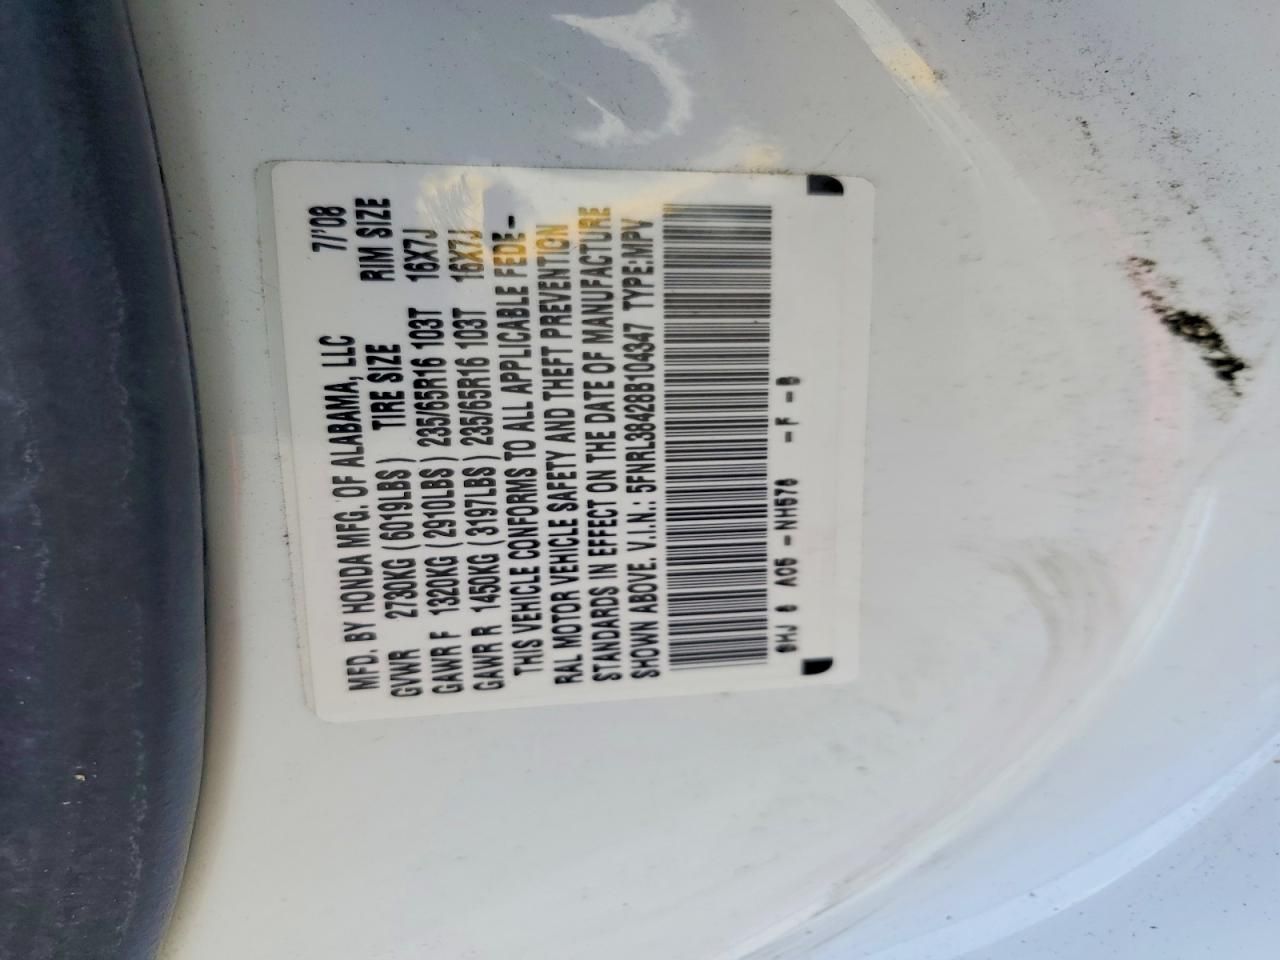 MFD. BY HONDA MFG. OF ALABAMA, LLC 7/'08
GVWR 2730KG (6019LBS) TIRE SIZE RIM SIZE
GAWR F 1320KG (2910LBS) 235/65R16 103T 16X7J
GAWR R 1450KG (3197LBS) 235/65R16 103T 16X7J
THIS VEHICLE CONFORMS TO ALL APPLICABLE FEDE-
RAL MOTOR VEHICLE SAFETY AND THEFT PREVENTION
STANDARDS IN EFFECT ON THE DATE OF MANUFACTURE
SHOWN ABOVE. V.I.N.: 5FNRL38428B104347 TYPE:MPV
SHJ 6 A05 -NH578 -F -B